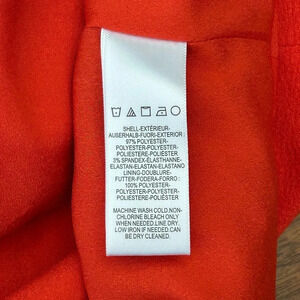 SHELL-EXTÉRIEUR-
AUßERHALB-FUORI-EXTERIOR :
97% POLYESTER-
POLYESTER-POLYESTER-
POLIESTERE-POLIÉSTER
3% SPANDEX-ÉLASTHANNE-
ELASTAN-ELASTAN-ELASTANO
LINING-DOUBLURE-
FUTTER-FODERA-FORRO :
100% POLYESTER-
POLYESTER-POLYESTER-
POLIESTERE-POLIÉSTER
MACHINE WASH COLD.NON-
CHLORINE BLEACH ONLY
WHEN NEEDED.LINE DRY.
LOW IRON IF NEEDED.CAN
BE DRY CLEANED.